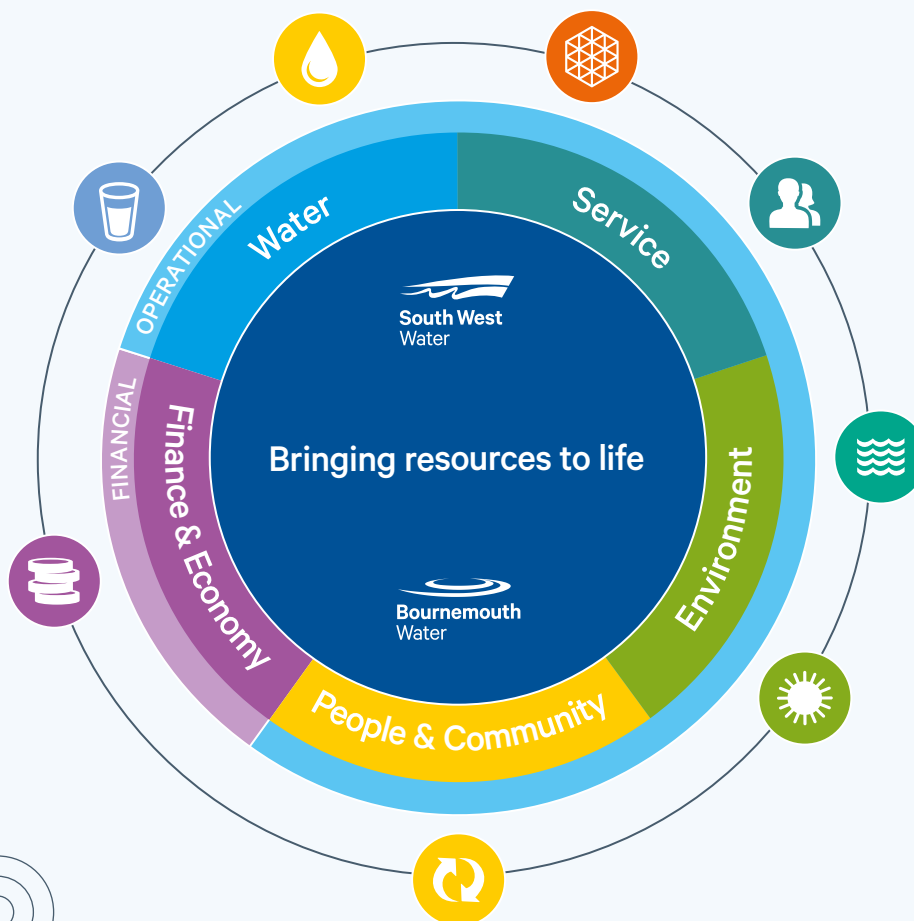 OPERATIONAL
Water
Service
South West
Water
FINANCIAL
Finance & Economy
Bringing resources to life
Environment
Bournemouth
Water
People & Community